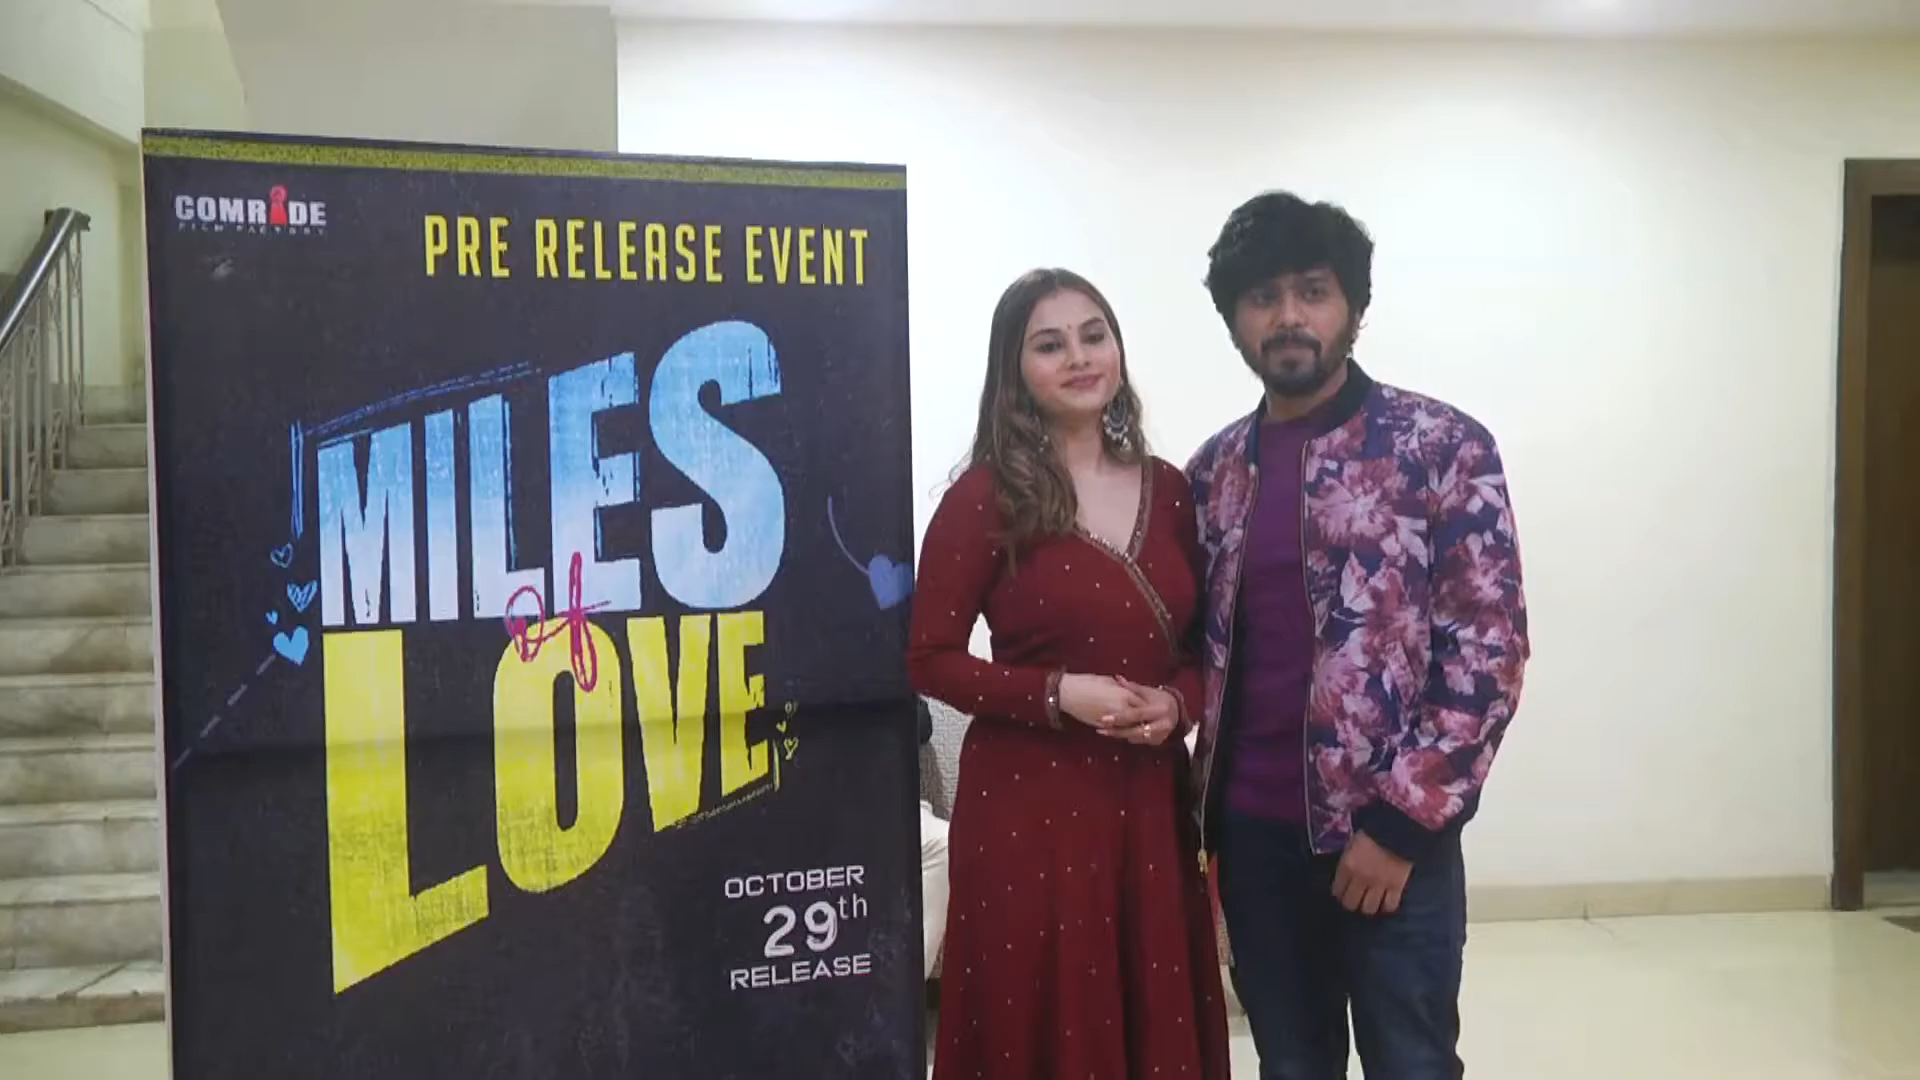 COMRADE
FILM FACTORY
PRE RELEASE EVENT
MILES
of
LOVE
OCTOBER
29th
RELEASE